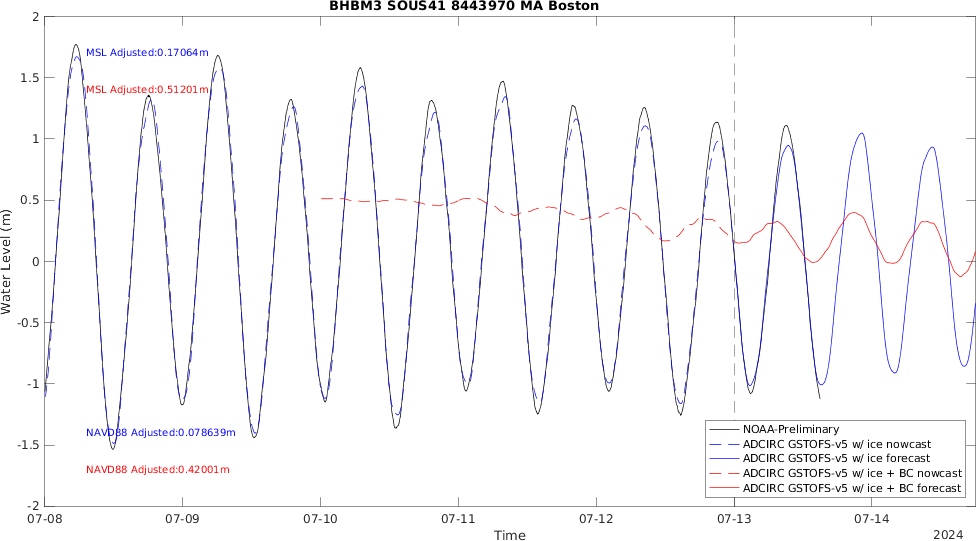 BHBM3 SOUS41 8443970 MA Boston
2
1.5
1
0.5
0
-0.5
-1
-1.5
-2
Water Level (m)
MSL Adjusted:0.17064m
MSL Adjusted:0.51201m
NAVD88 Adjusted:0.078639m
NAVD88 Adjusted:0.42001m
NOAA-Preliminary
ADCIRC GSTOFS-v5 w/ ice nowcast
ADCIRC GSTOFS-v5 w/ ice forecast
ADCIRC GSTOFS-v5 w/ ice + BC nowcast
ADCIRC GSTOFS-v5 w/ ice + BC forecast
07-08 07-09 07-10 07-11 07-12 07-13 07-14
Time
2024